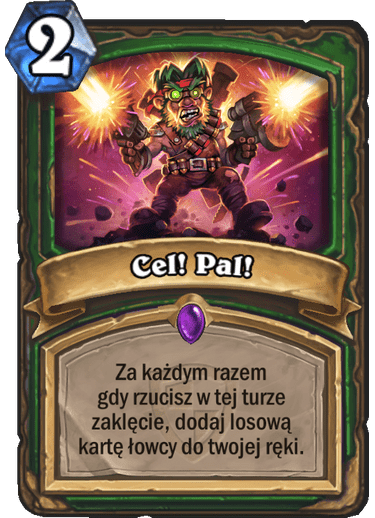 2
Cel! Pal!
Za każdym razem
gdy rzucisz w tej turze
zaklęcie, dodaj losową
kartę łowcy do twojej ręki.